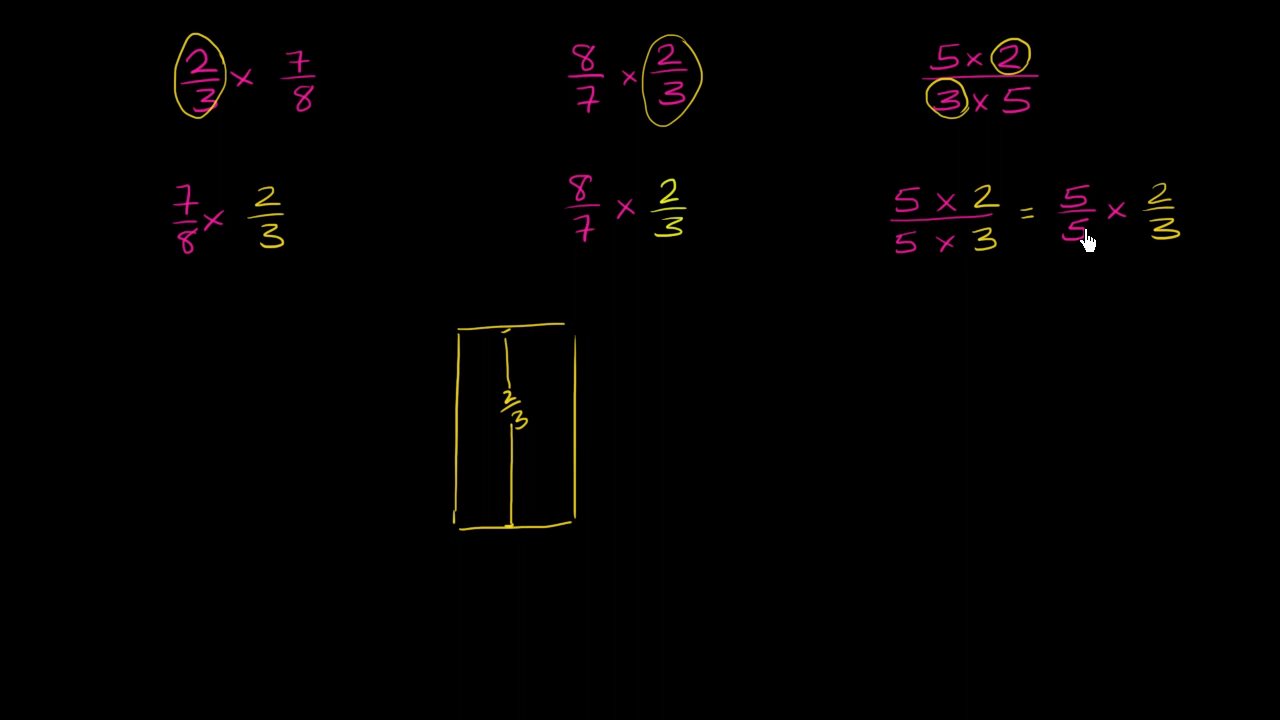 2/3 × 7/8
8/7 × 2/3
5 × 2 / 3 × 5
7/8 × 2/3
8/7 × 2/3
5 × 2 / 5 × 3 = 5/5 × 2/3
2/3